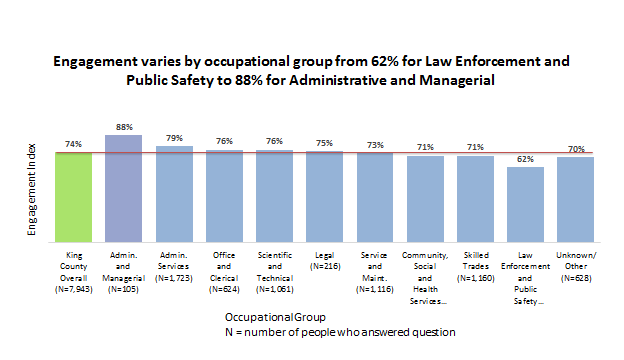 Engagement varies by occupational group from 62% for Law Enforcement and
Public Safety to 88% for Administrative and Managerial
Engagement Index
74%
88%
79%
76%
76%
75%
73%
71%
71%
62%
70%
King
County
Overall
(N=7,943)
Admin.
and
Managerial
(N=105)
Admin.
Services
(N=1,723)
Office
and
Clerical
(N=624)
Scientific
and
Technical
(N=1,061)
Legal
(N=216)
Service
and
Maint.
(N=1,116)
Community,
Social
and
Health
Services...
Skilled
Trades
(N=1,160)
Law
Enforcement
and
Public
Safety...
Unknown/
Other
(N=628)
Occupational Group
N = number of people who answered question